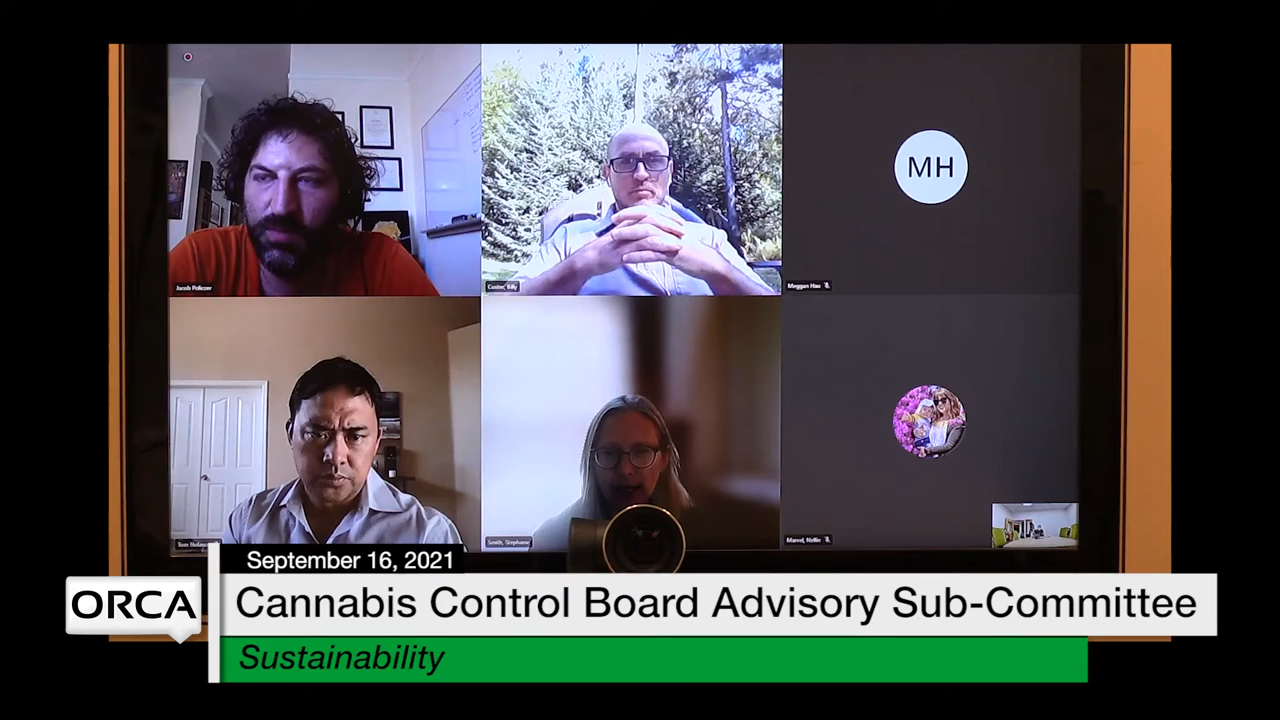 MH
Jacob Policzer
Custer, Billy
Meggan Hau
Smith, Stephanie
Marvel, Nellie
September 16, 2021
ORCA
Cannabis Control Board Advisory Sub-Committee
Sustainability